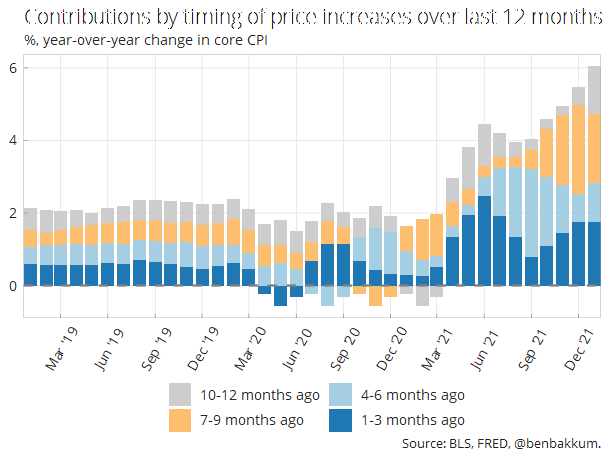 Contributions by timing of price increases over last 12 months
%, year-over-year change in core CPI
6
4
2
0
Mar '19
Jun '19
Sep '19
Dec '19
Mar '20
Jun '20
Sep '20
Dec '20
Mar '21
Jun '21
Sep '21
Dec '21
10-12 months ago
4-6 months ago
7-9 months ago
1-3 months ago
Source: BLS, FRED, @benbakkum.